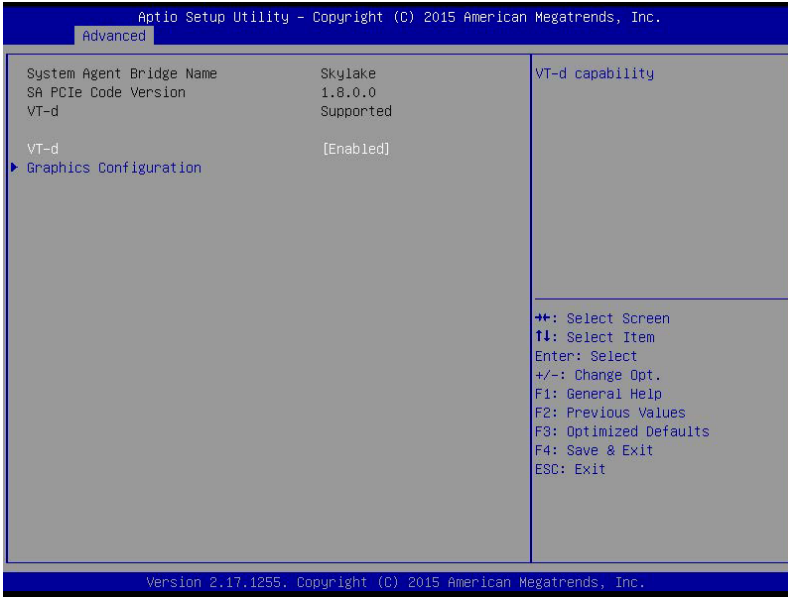 Aptio Setup Utility – Copyright (C) 2015 American Megatrends, Inc.
Advanced
System Agent Bridge Name Skylake
SA PCIe Code Version 1.8.0.0
VT-d Supported
VT-d [Enabled]
Graphics Configuration
VT-d capability
→←: Select Screen
↑↓: Select Item
Enter: Select
+/-: Change Opt.
F1: General Help
F2: Previous Values
F3: Optimized Defaults
F4: Save & Exit
ESC: Exit
Version 2.17.1255. Copyright (C) 2015 American Megatrends, Inc.